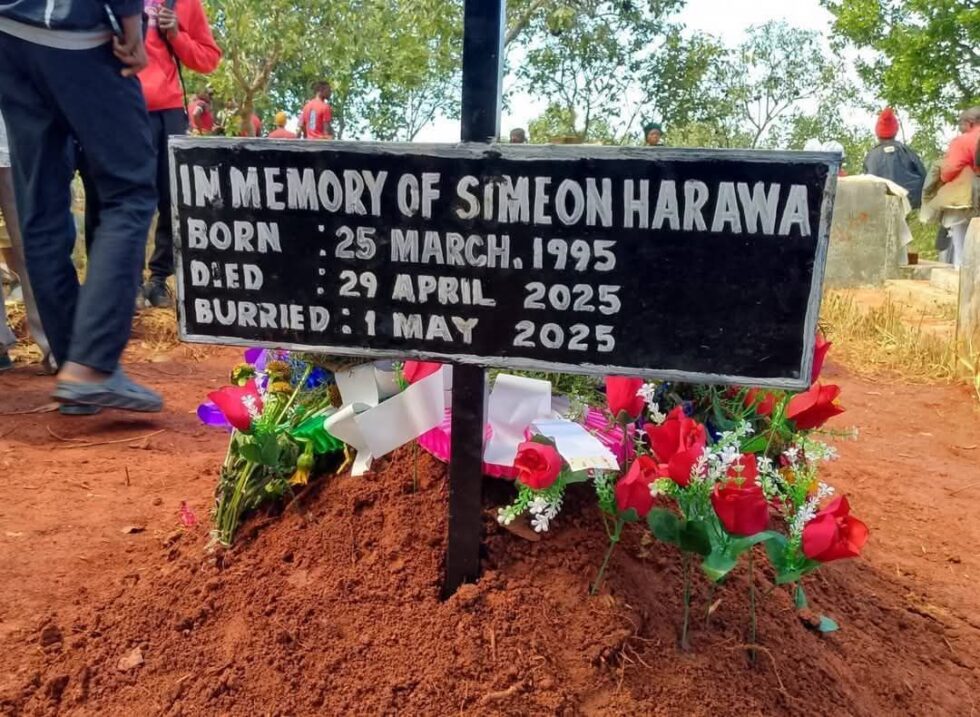 IN MEMORY OF SIMEON HARAWA
BORN : 25 MARCH. 1995
DIED : 29 APRIL 2025
BURRIED : 1 MAY 2025